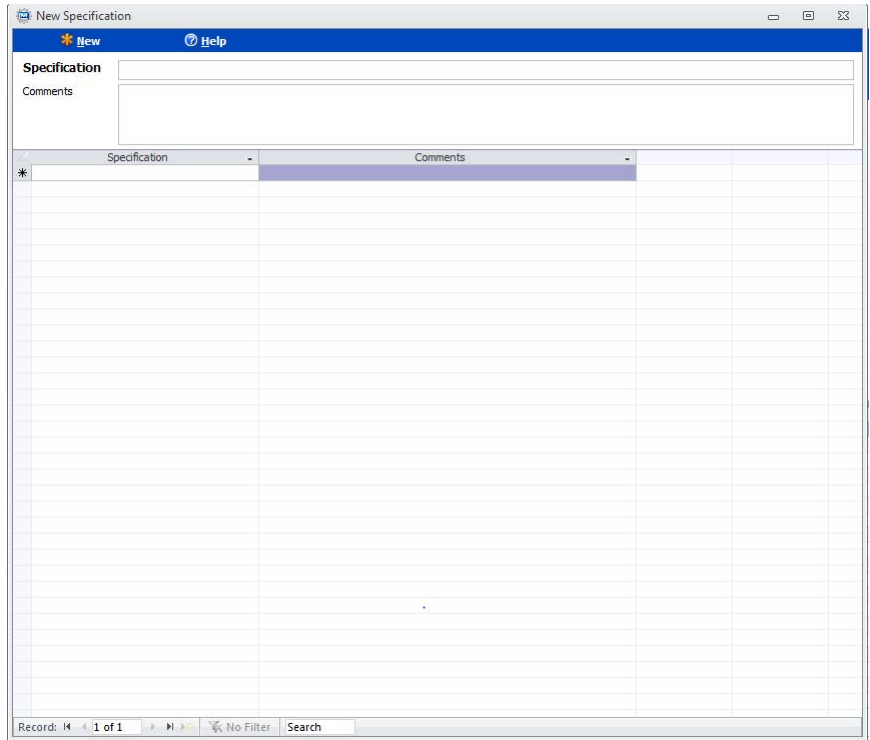 New Specification
New Help
Specification
Comments
Specification Comments
Record: 1 of 1 No Filter Search